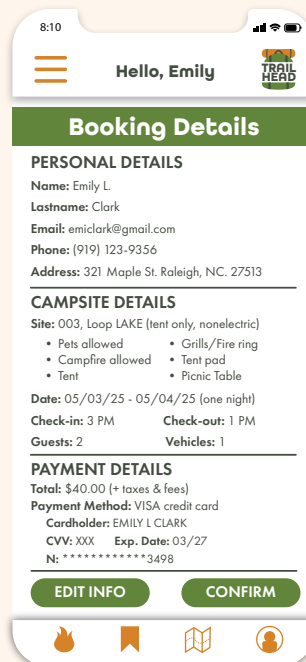 8:10
Hello, Emily
TRAIL
HEAD
Booking Details
PERSONAL DETAILS
Name: Emily L.
Lastname: Clark
Email: emiclark@gmail.com
Phone: (919) 123-9356
Address: 321 Maple St. Raleigh, NC. 27513
CAMPSITE DETAILS
Site: 003, Loop LAKE (tent only, nonelectric)
• Pets allowed • Grills/Fire ring
• Campfire allowed • Tent pad
• Tent • Picnic Table
Date: 05/03/25 - 05/04/25 (one night)
Check-in: 3 PM Check-out: 1 PM
Guests: 2 Vehicles: 1
PAYMENT DETAILS
Total: $40.00 (+ taxes & fees)
Payment Method: VISA credit card
Cardholder: EMILY L CLARK
CVV: XXX Exp. Date: 03/27
N: ************3498
EDIT INFO CONFIRM